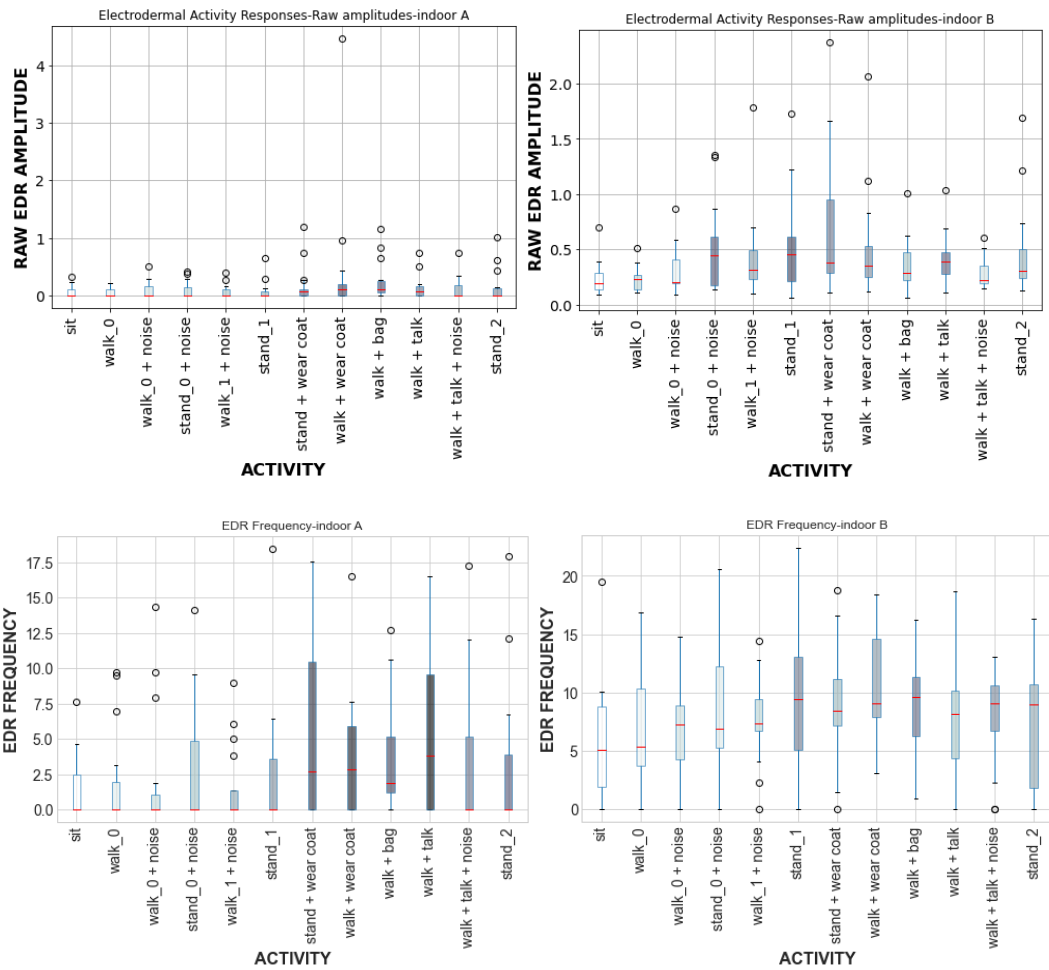 Electrodermal Activity Responses-Raw amplitudes-indoor A
RAW EDR AMPLITUDE
4
3
2
1
0
sit
walk_0
walk_0 + noise
stand_0 + noise
walk_1 + noise
stand_1
stand + wear coat
walk + wear coat
walk + bag
walk + talk
walk + talk + noise
stand_2
ACTIVITY
Electrodermal Activity Responses-Raw amplitudes-indoor B
RAW EDR AMPLITUDE
2.0
1.5
1.0
0.5
0.0
sit
walk_0
walk_0 + noise
stand_0 + noise
walk_1 + noise
stand_1
stand + wear coat
walk + wear coat
walk + bag
walk + talk
walk + talk + noise
stand_2
ACTIVITY
EDR Frequency-indoor A
EDR FREQUENCY
17.5
15.0
12.5
10.0
7.5
5.0
2.5
0.0
sit
walk_0
walk_0 + noise
stand_0 + noise
walk_1 + noise
stand_1
stand + wear coat
walk + wear coat
walk + bag
walk + talk
walk + talk + noise
stand_2
ACTIVITY
EDR Frequency-indoor B
EDR FREQUENCY
20
15
10
5
0
sit
walk_0
walk_0 + noise
stand_0 + noise
walk_1 + noise
stand_1
stand + wear coat
walk + wear coat
walk + bag
walk + talk
walk + talk + noise
stand_2
ACTIVITY